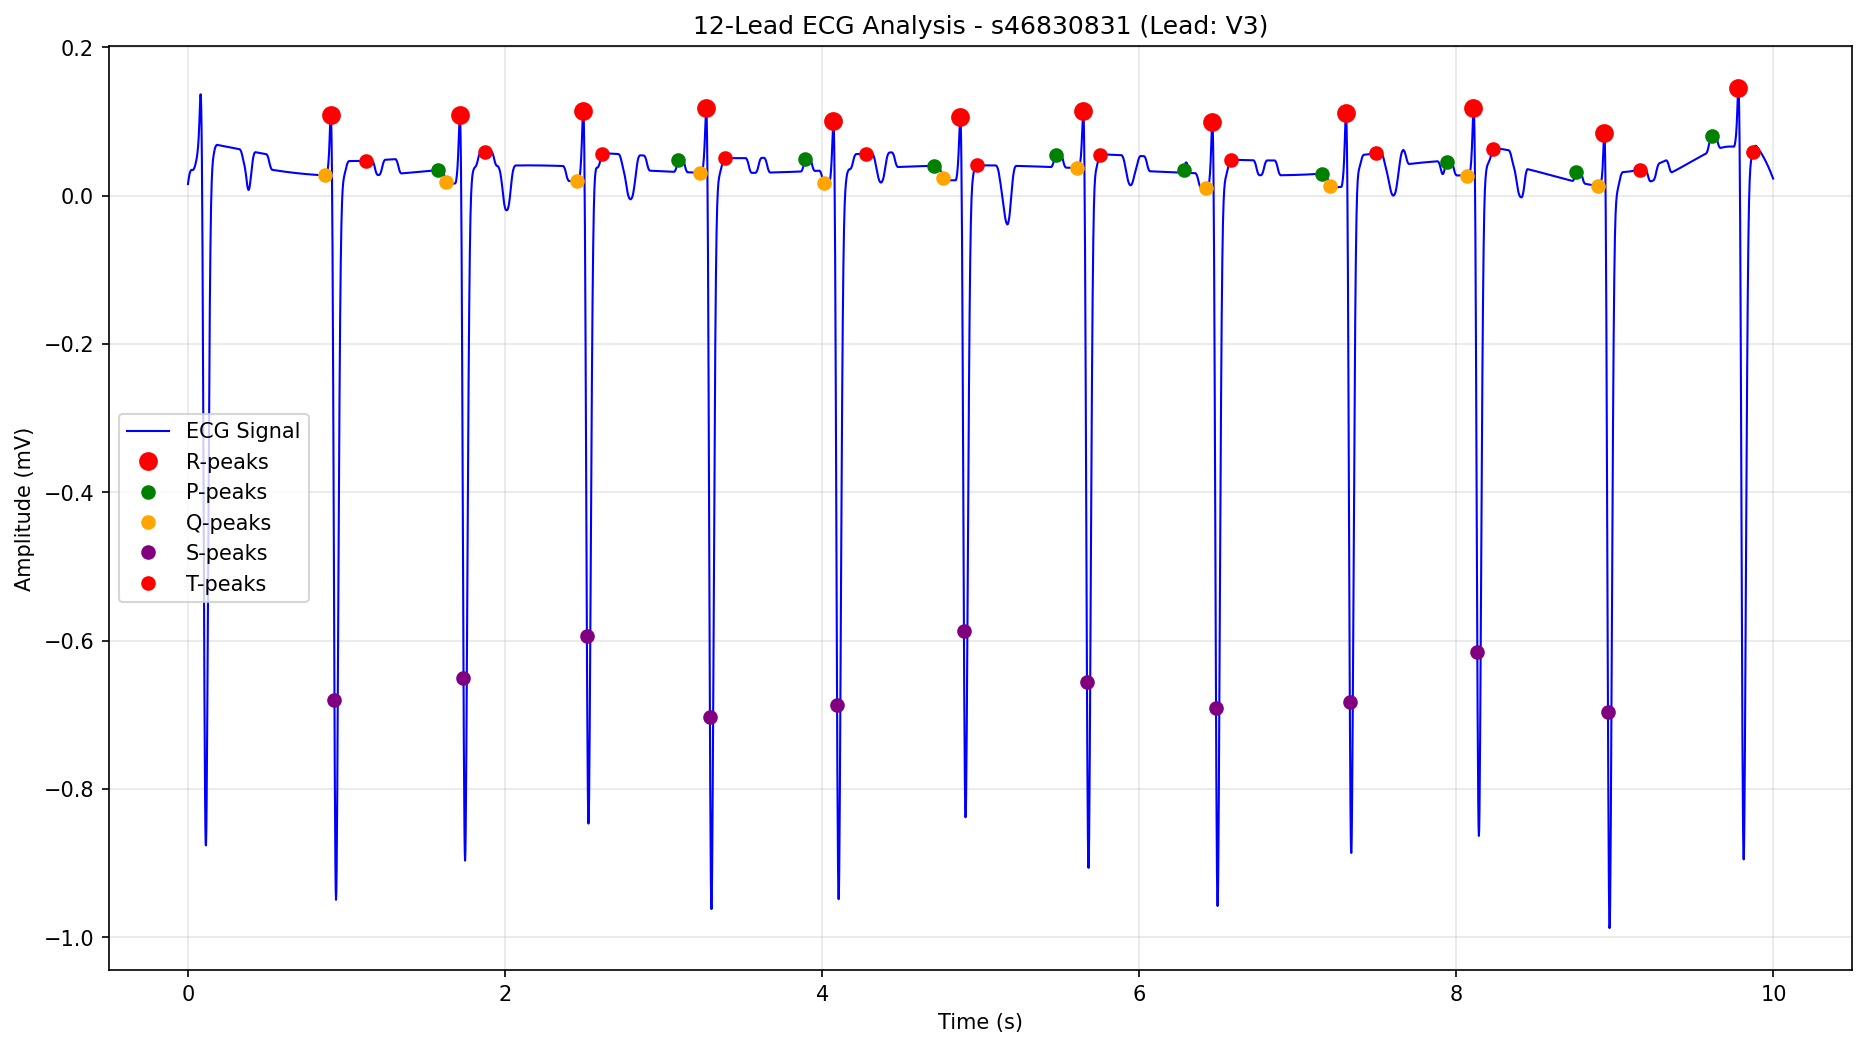 12-Lead ECG Analysis - s46830831 (Lead: V3)
Amplitude (mV)
0.2
0.0
−0.2
−0.4
−0.6
−0.8
−1.0
ECG Signal
R-peaks
P-peaks
Q-peaks
S-peaks
T-peaks
0 2 4 6 8 10
Time (s)